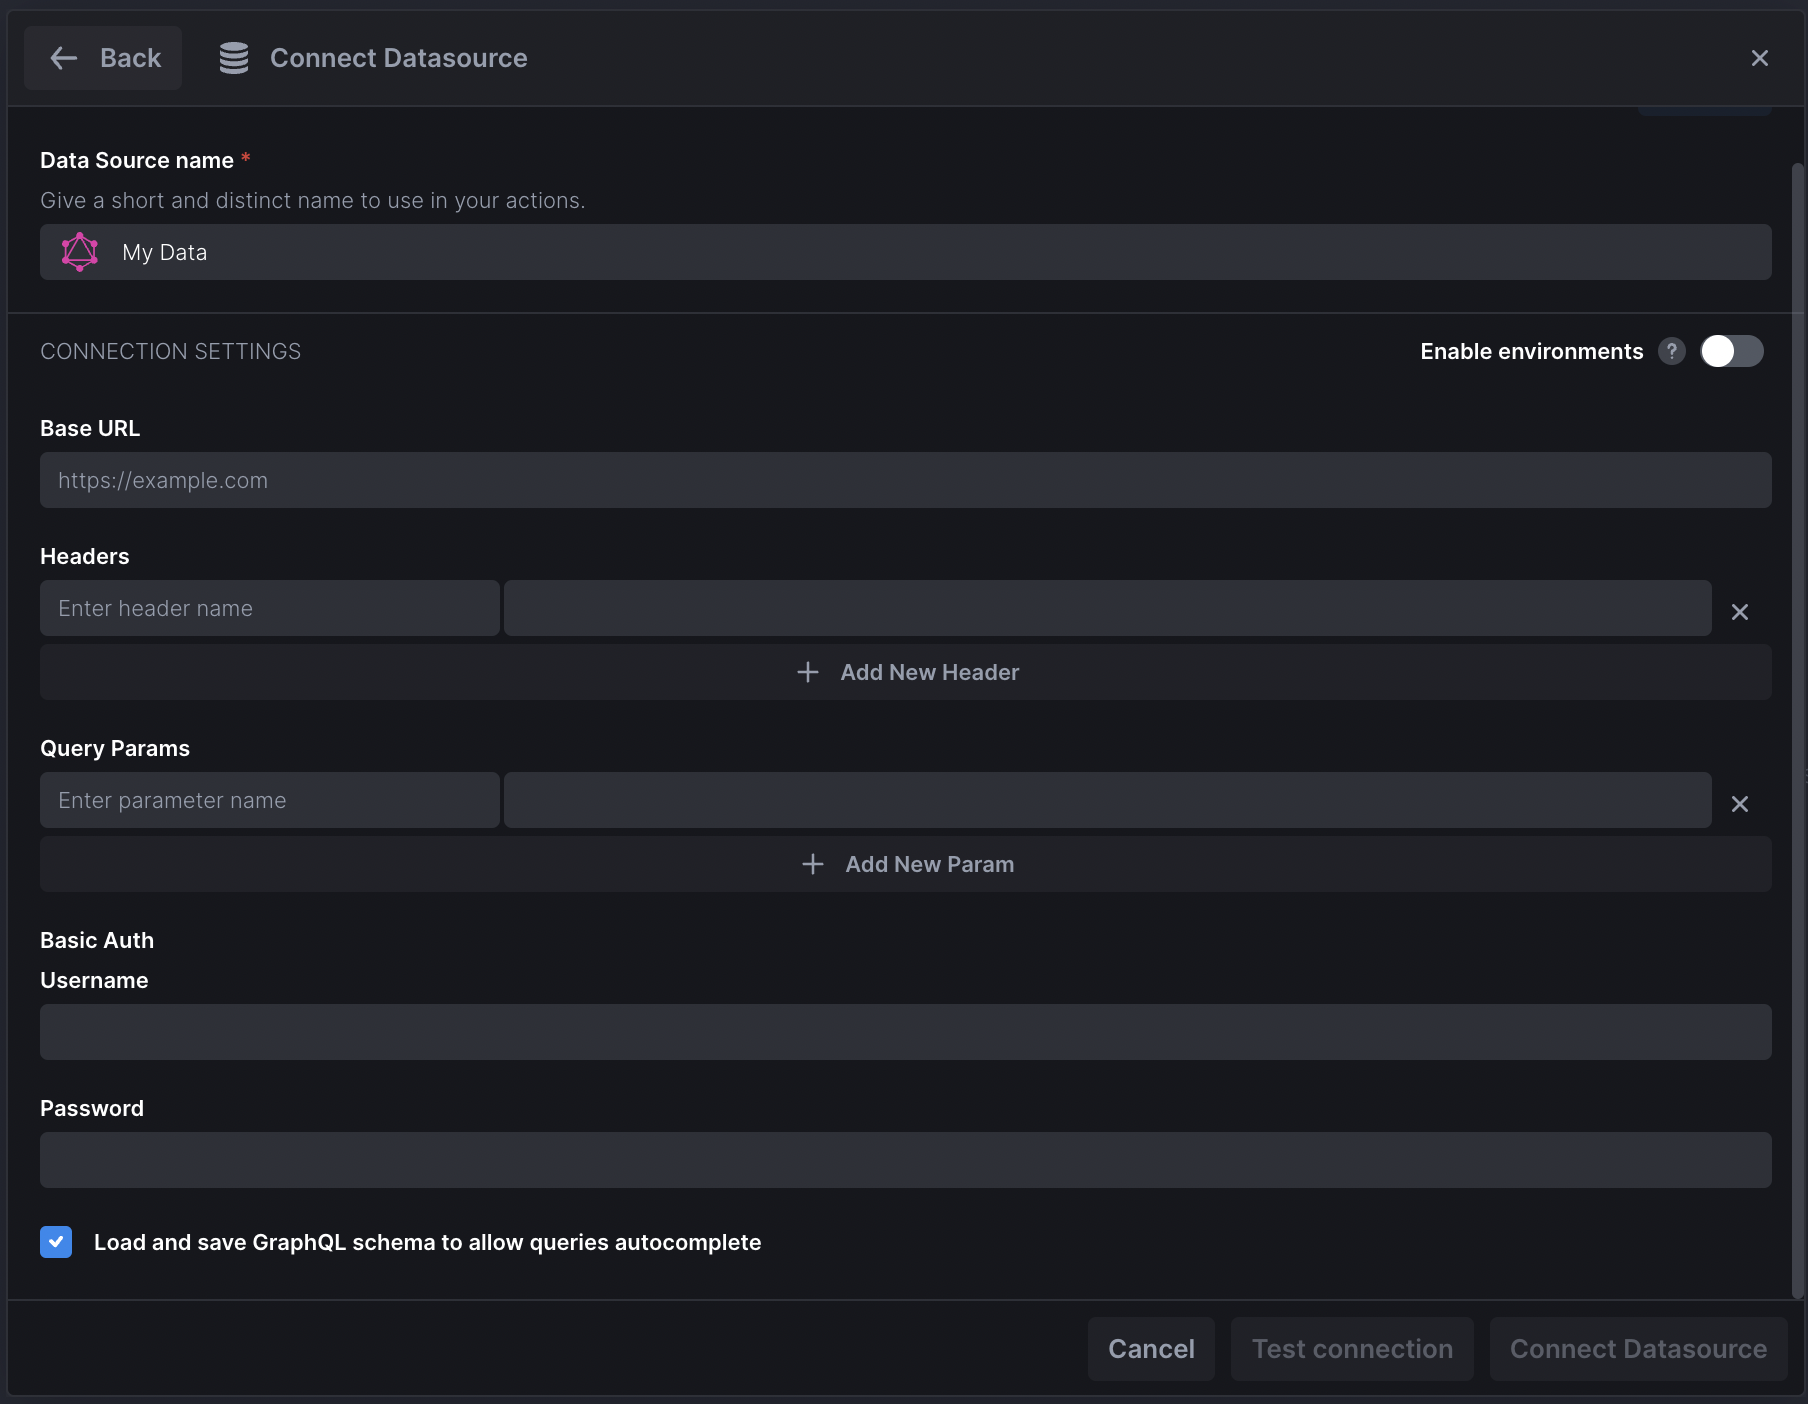 Back
Connect Datasource
Data Source name *
Give a short and distinct name to use in your actions.
My Data
CONNECTION SETTINGS
Enable environments ?
Base URL
https://example.com
Headers
Enter header name
Add New Header
Query Params
Enter parameter name
Add New Param
Basic Auth
Username
Password
Load and save GraphQL schema to allow queries autocomplete
Cancel
Test connection
Connect Datasource